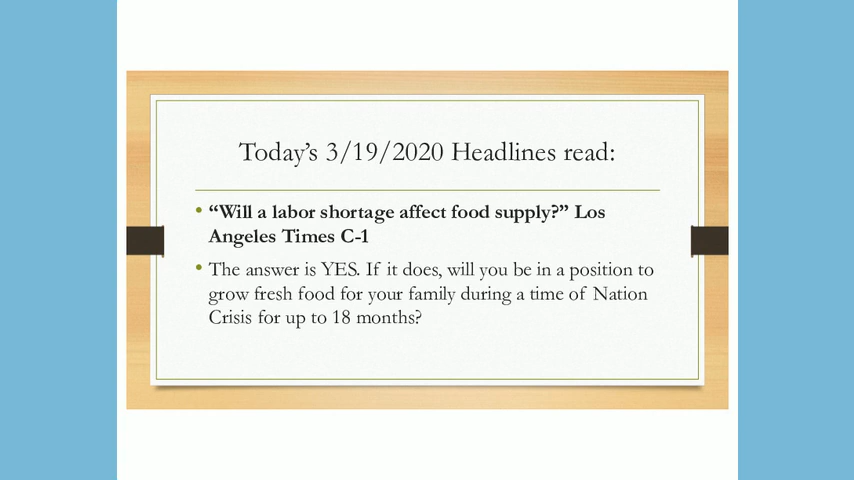 Today’s 3/19/2020 Headlines read:
• “Will a labor shortage affect food supply?” Los
Angeles Times C-1
• The answer is YES. If it does, will you be in a position to
grow fresh food for your family during a time of Nation
Crisis for up to 18 months?